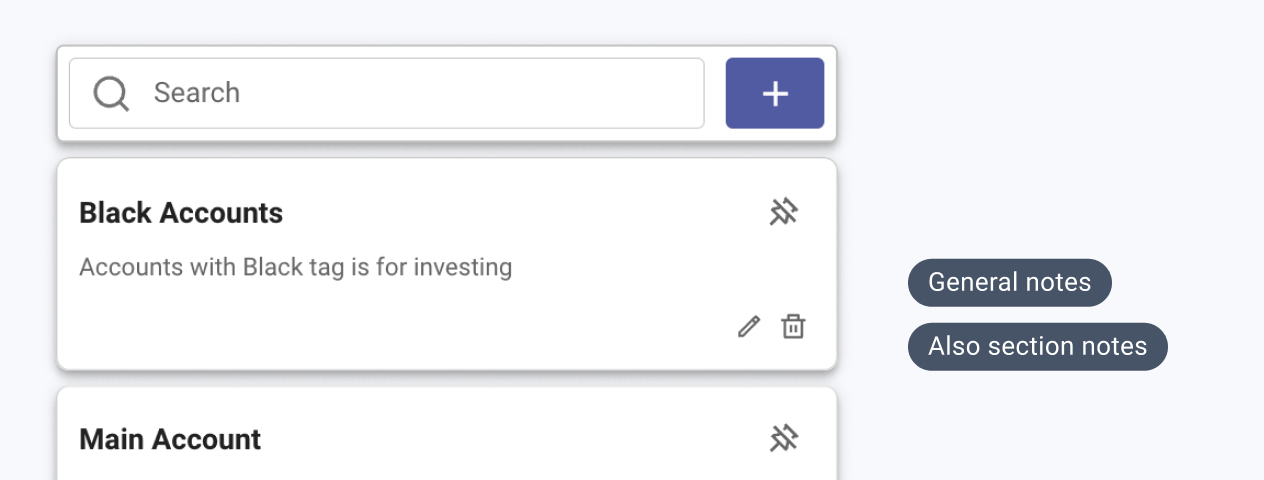 Search
Black Accounts
Accounts with Black tag is for investing
General notes
Also section notes
Main Account